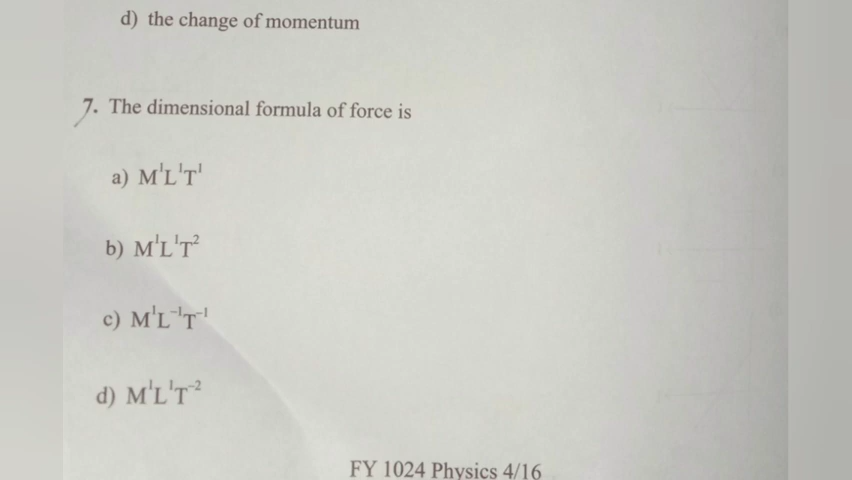 d) the change of momentum
7. The dimensional formula of force is
a) M¹L¹T¹
b) M¹L¹T²
c) M¹L⁻¹T⁻¹
d) M¹L¹T⁻²
FY 1024 Physics 4/16